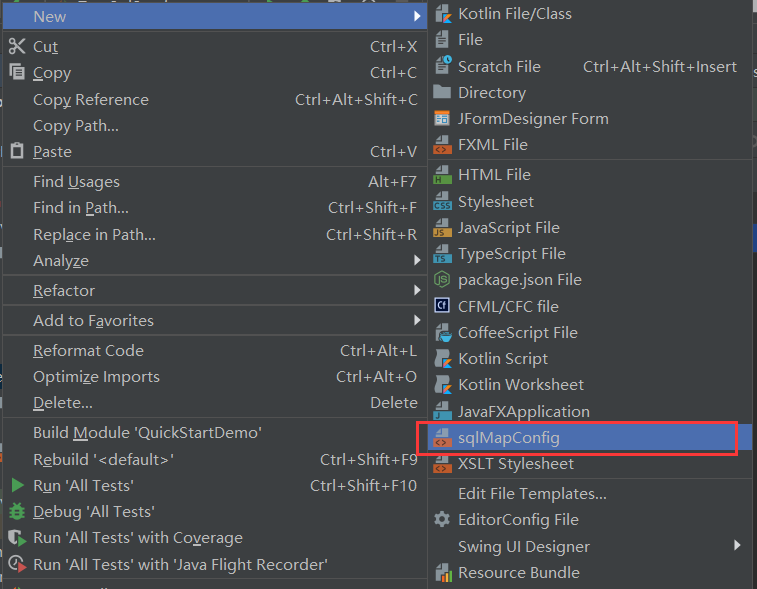 New
Cut Ctrl+X
Copy Ctrl+C
Copy Reference Ctrl+Alt+Shift+C
Copy Path...
Paste Ctrl+V
Find Usages Alt+F7
Find in Path... Ctrl+Shift+F
Replace in Path... Ctrl+Shift+R
Analyze
Refactor
Add to Favorites
Reformat Code Ctrl+Alt+L
Optimize Imports Ctrl+Alt+O
Delete... Delete
Build Module 'QuickStartDemo'
Rebuild '<default>' Ctrl+Shift+F9
Run 'All Tests' Ctrl+Shift+F10
Debug 'All Tests'
Run 'All Tests' with Coverage
Run 'All Tests' with 'Java Flight Recorder'
Kotlin File/Class
File
Scratch File Ctrl+Alt+Shift+Insert
Directory
JFormDesigner Form
FXML File
HTML File
Stylesheet
JavaScript File
TypeScript File
package.json File
CFML/CFC file
CoffeeScript File
Kotlin Script
Kotlin Worksheet
JavaFXApplication
sqlMapConfig
XSLT Stylesheet
Edit File Templates...
EditorConfig File
Swing UI Designer
Resource Bundle